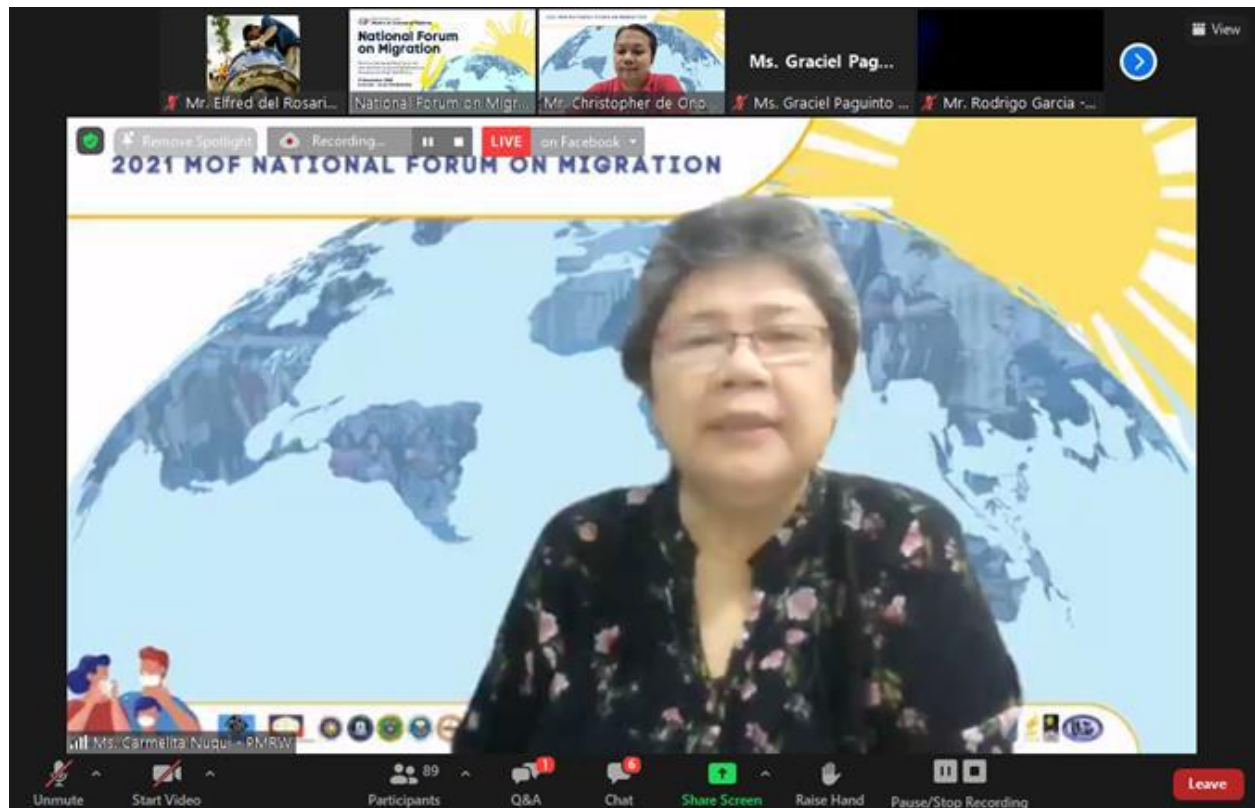 View
National Forum
on Migration
Ms. Graciel Pag...
Mr. Elfred del Rosari...
National Forum on Migr...
Mr. Christopher de Ono...
Ms. Graciel Paguinto ...
Mr. Rodrigo Garcia -...
Remove Spotlight
Recording...
LIVE
on Facebook
2021 MOF NATIONAL FORUM ON MIGRATION
Ms. Carmelita Nuqui - PMRW
89
1
6
Unmute
Start Video
Participants
Q&A
Chat
Share Screen
Raise Hand
Pause/Stop Recording
Leave